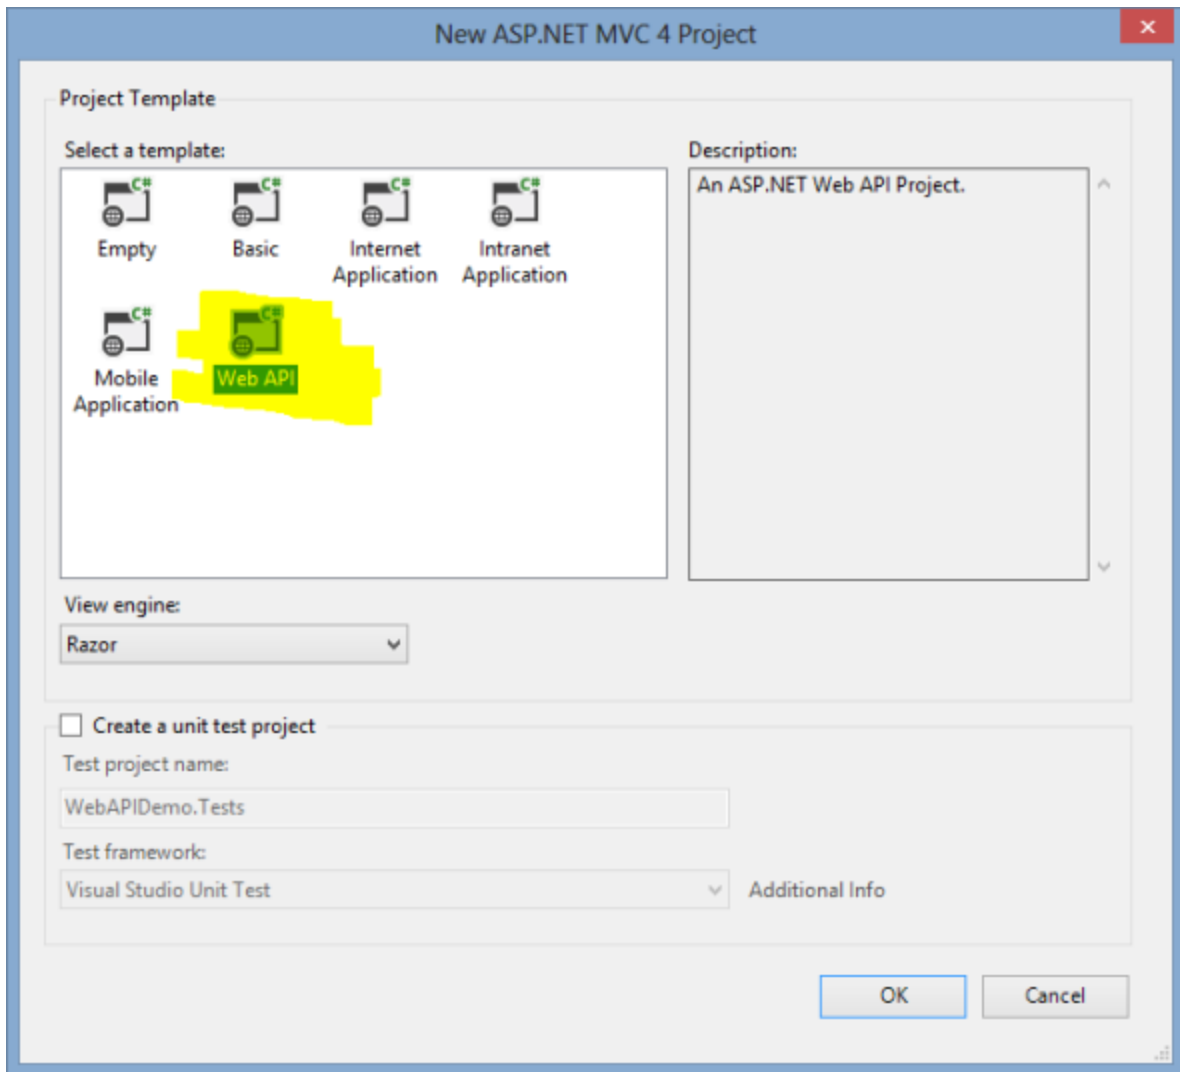 New ASP.NET MVC 4 Project
Project Template
Select a template:
Description:
An ASP.NET Web API Project.
C#
C#
C#
C#
Empty
Basic
Internet
Application
Intranet
Application
C#
C#
Mobile
Application
Web API
View engine:
Razor
Create a unit test project
Test project name:
WebAPIDemo.Tests
Test framework:
Visual Studio Unit Test
Additional Info
OK
Cancel